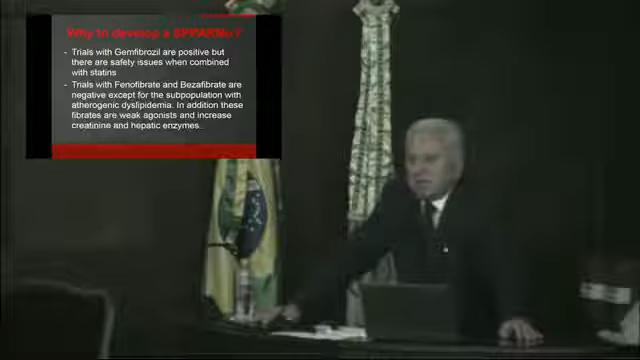 Why to develop a SPPARMα?
- Trials with Gemfibrozil are positive but
there are safety issues when combined
with statins
- Trials with Fenofibrate and Bezafibrate are
negative except for the subpopulation with
atherogenic dyslipidemia. In addition these
fibrates are weak agonists and increase
creatinine and hepatic enzymes.